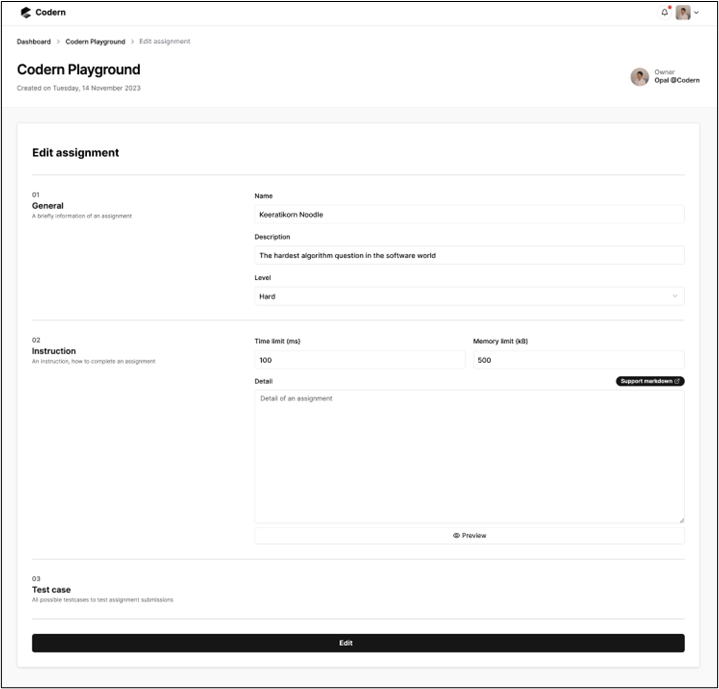 Codern
Dashboard > Codern Playground > Edit assignment
Codern Playground
Created on Tuesday, 14 November 2023
Owner
Opal @Codern
Edit assignment
01
General
A briefly information of an assignment
Name
Keeratikorn Noodle
Description
The hardest algorithm question in the software world
Level
Hard
02
Instruction
An instruction, how to complete an assignment
Time limit (ms)
Memory limit (kB)
100
500
Detail
Support markdown
Detail of an assignment
Preview
03
Test case
All possible testcases to test assignment submissions
Edit